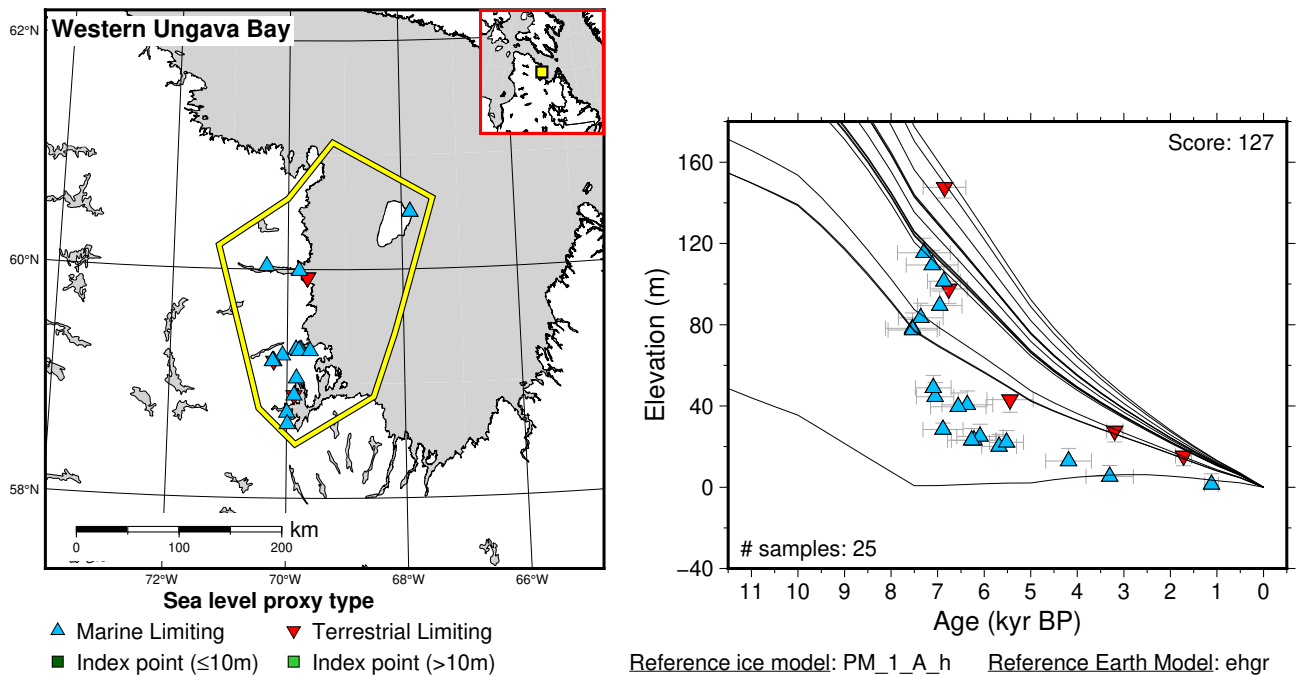 Western Ungava Bay
62°N
60°N
58°N
72°W
70°W
68°W
66°W
km
0
100
200
Sea level proxy type
Marine Limiting
Terrestrial Limiting
Index point (≤10m)
Index point (>10m)
Score: 127
160
120
80
40
0
−40
Elevation (m)
# samples: 25
11 10 9 8 7 6 5 4 3 2 1 0
Age (kyr BP)
Reference ice model: PM_1_A_h Reference Earth Model: ehgr